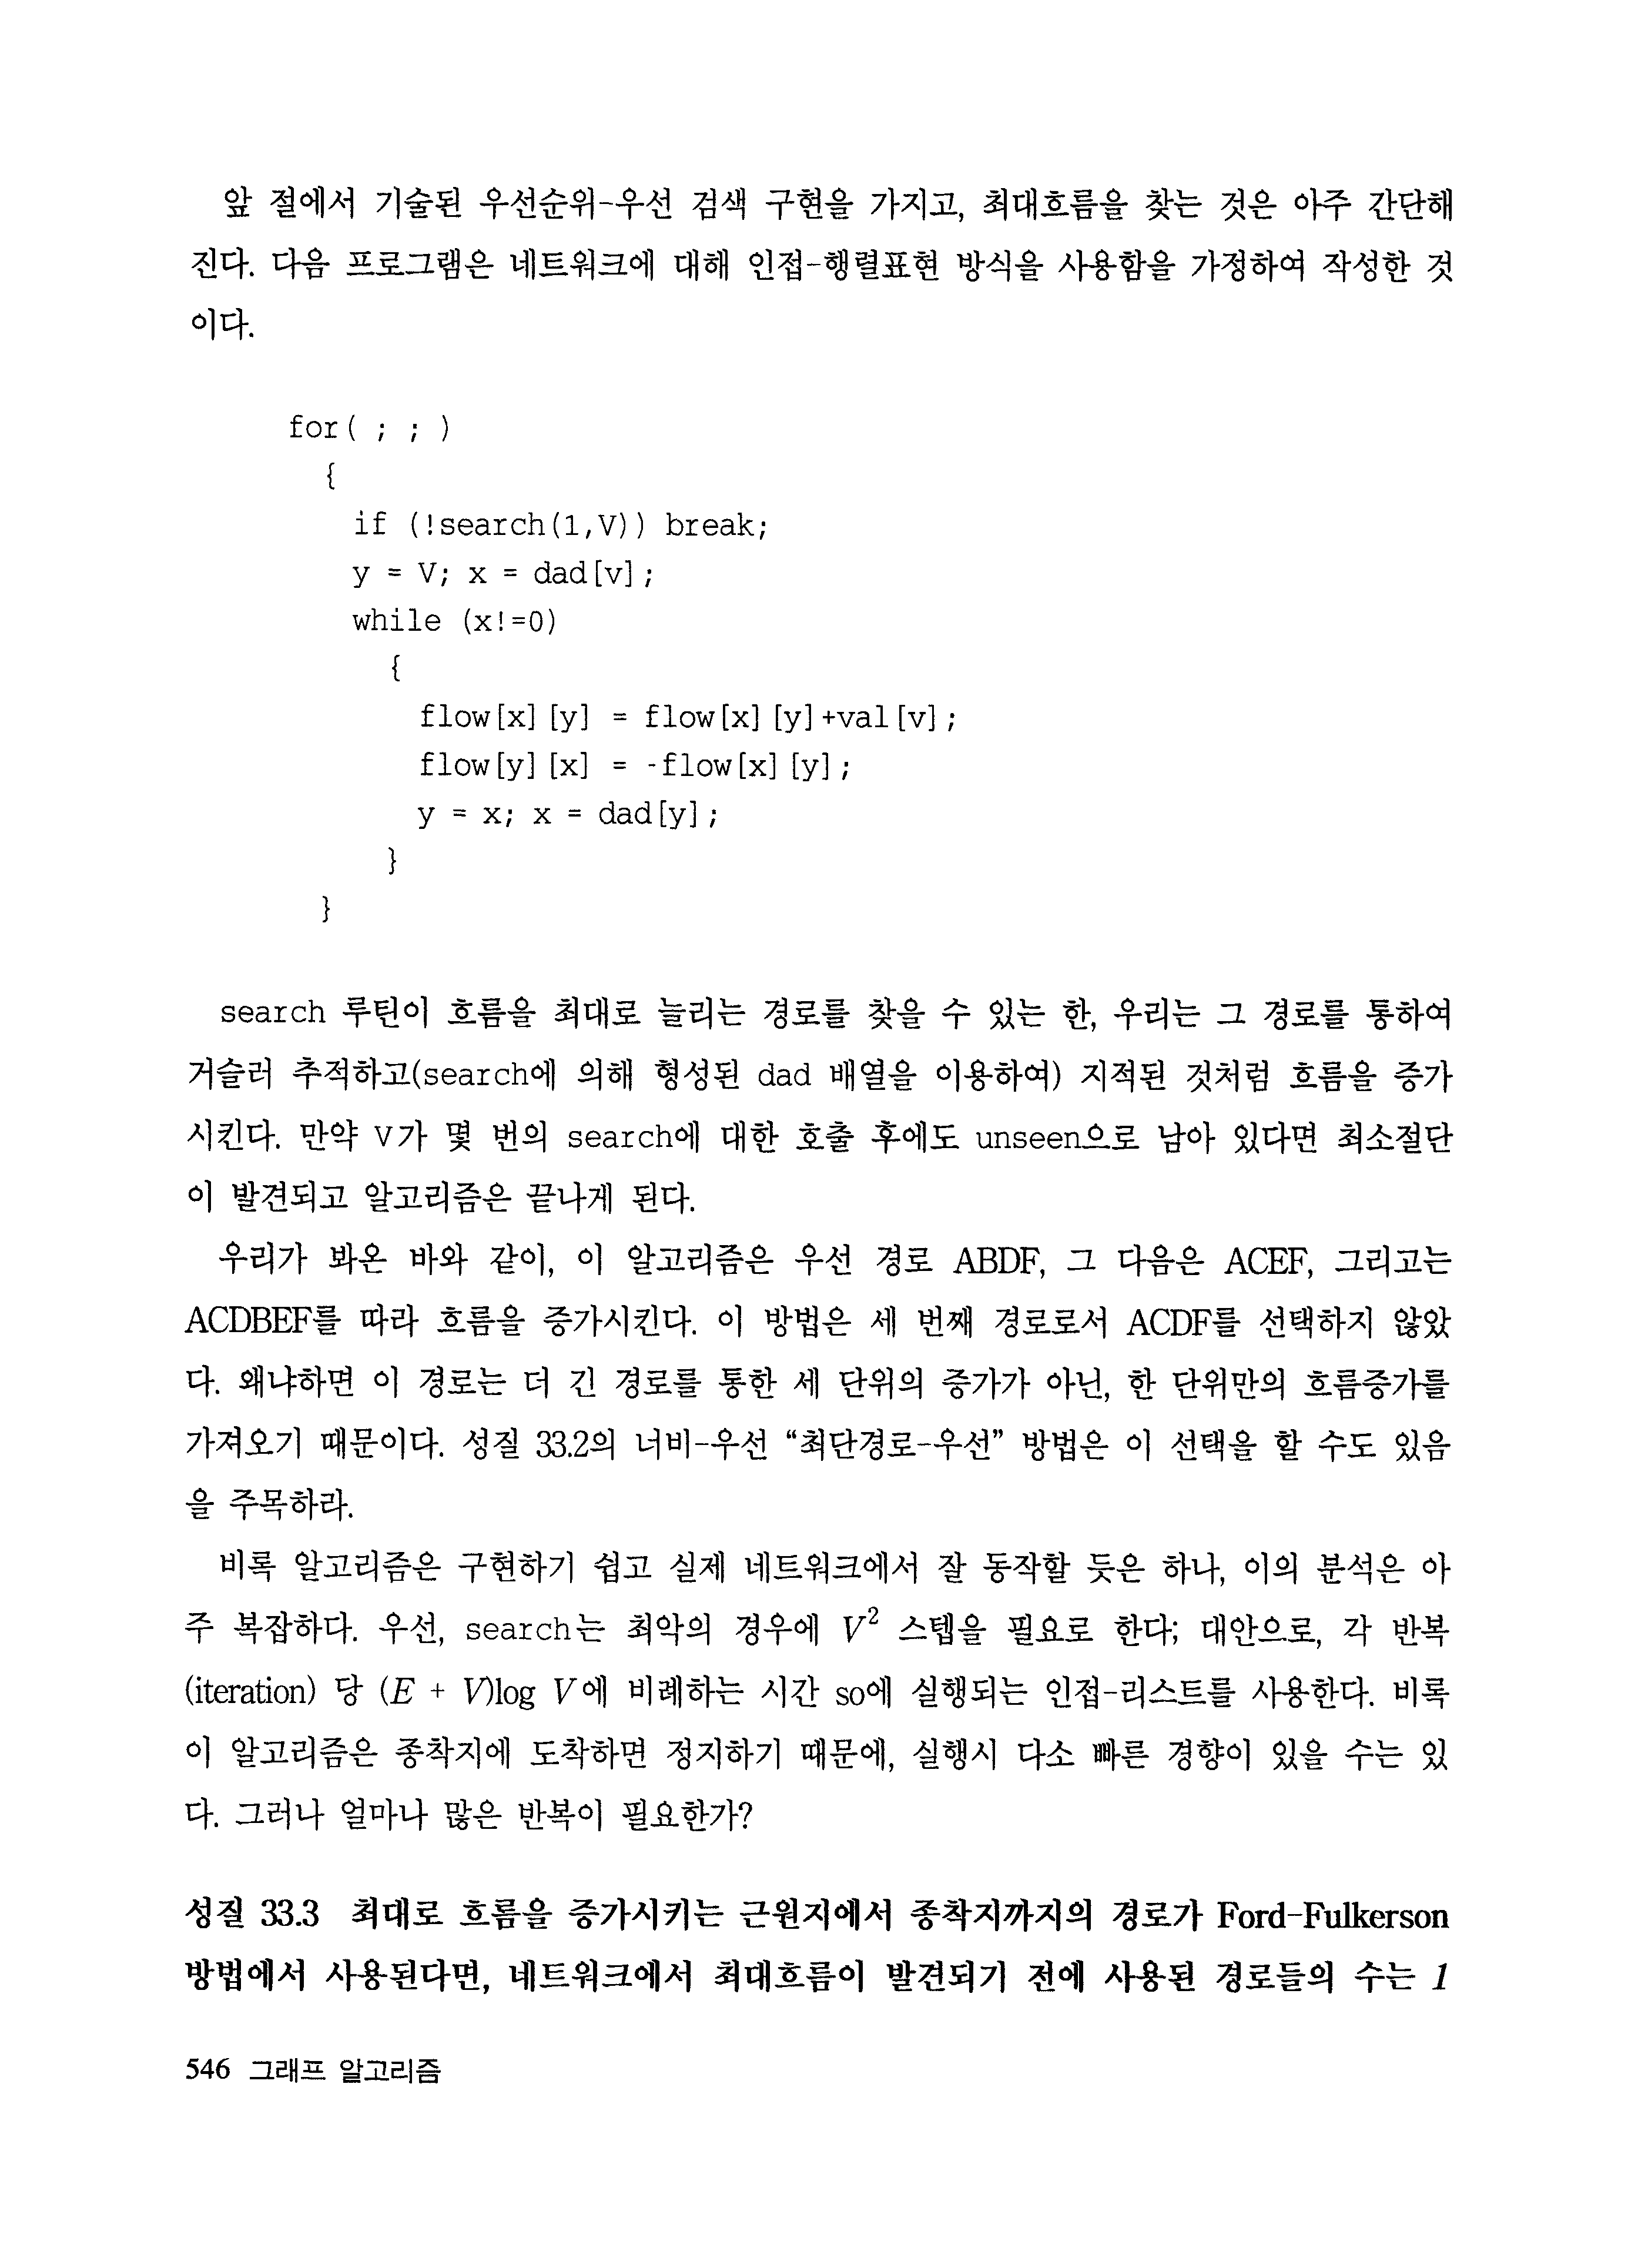 앞 절에서 기술된 우선순위-우선 검색 구현을 가지고, 최대흐름을 찾는 것은 아주 간단해
진다. 다음 프로그램은 네트워크에 대해 인접-행렬표현 방식을 사용함을 가정하여 작성한 것
이다.
for( ; ; )
{
if (!search(1,V)) break;
y = V; x = dad[v];
while (x!=0)
{
flow[x][y] = flow[x][y]+val[v];
flow[y][x] = -flow[x][y];
y = x; x = dad[y];
}
}
search 루틴이 흐름을 최대로 늘리는 경로를 찾을 수 있는 한, 우리는 그 경로를 통하여
거슬러 추적하고(search에 의해 형성된 dad 배열을 이용하여) 지적된 것처럼 흐름을 증가
시킨다. 만약 V가 몇 번의 search에 대한 호출 후에도 unseen으로 남아 있다면 최소절단
이 발견되고 알고리즘은 끝나게 된다.
우리가 봐온 바와 같이, 이 알고리즘은 우선 경로 ABDF, 그 다음은 ACEF, 그리고는
ACDBEF를 따라 흐름을 증가시킨다. 이 방법은 세 번째 경로로서 ACDF를 선택하지 않았
다. 왜냐하면 이 경로는 더 긴 경로를 통한 세 단위의 증가가 아닌, 한 단위만의 흐름증가를
가져오기 때문이다. 성질 33.2의 너비-우선 “최단경로-우선” 방법은 이 선택을 할 수도 있음
을 주목하라.
비록 알고리즘은 구현하기 쉽고 실제 네트워크에서 잘 동작할 듯은 하나, 이의 분석은 아
주 복잡하다. 우선, search는 최악의 경우에 V² 스텝을 필요로 한다; 대안으로, 각 반복
(iteration) 당 (E + V)log V에 비례하는 시간 so에 실행되는 인접-리스트를 사용한다. 비록
이 알고리즘은 종착지에 도착하면 정지하기 때문에, 실행시 다소 빠른 경향이 있을 수는 있
다. 그러나 얼마나 많은 반복이 필요한가?
성질 33.3 최대로 흐름을 증가시키는 근원지에서 종착지까지의 경로가 Ford-Fulkerson
방법에서 사용된다면, 네트워크에서 최대흐름이 발견되기 전에 사용된 경로들의 수는 1
546 그래프 알고리즘